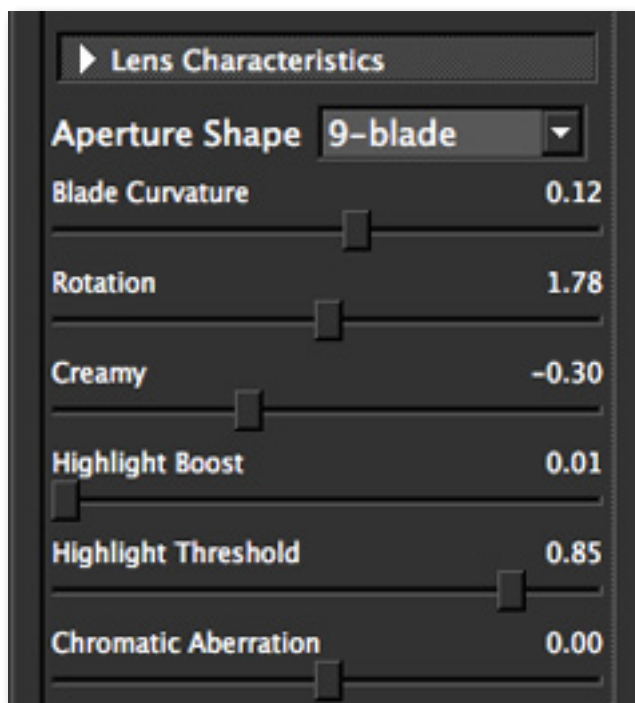 Lens Characteristics
Aperture Shape 9-blade
Blade Curvature 0.12
Rotation 1.78
Creamy -0.30
Highlight Boost 0.01
Highlight Threshold 0.85
Chromatic Aberration 0.00